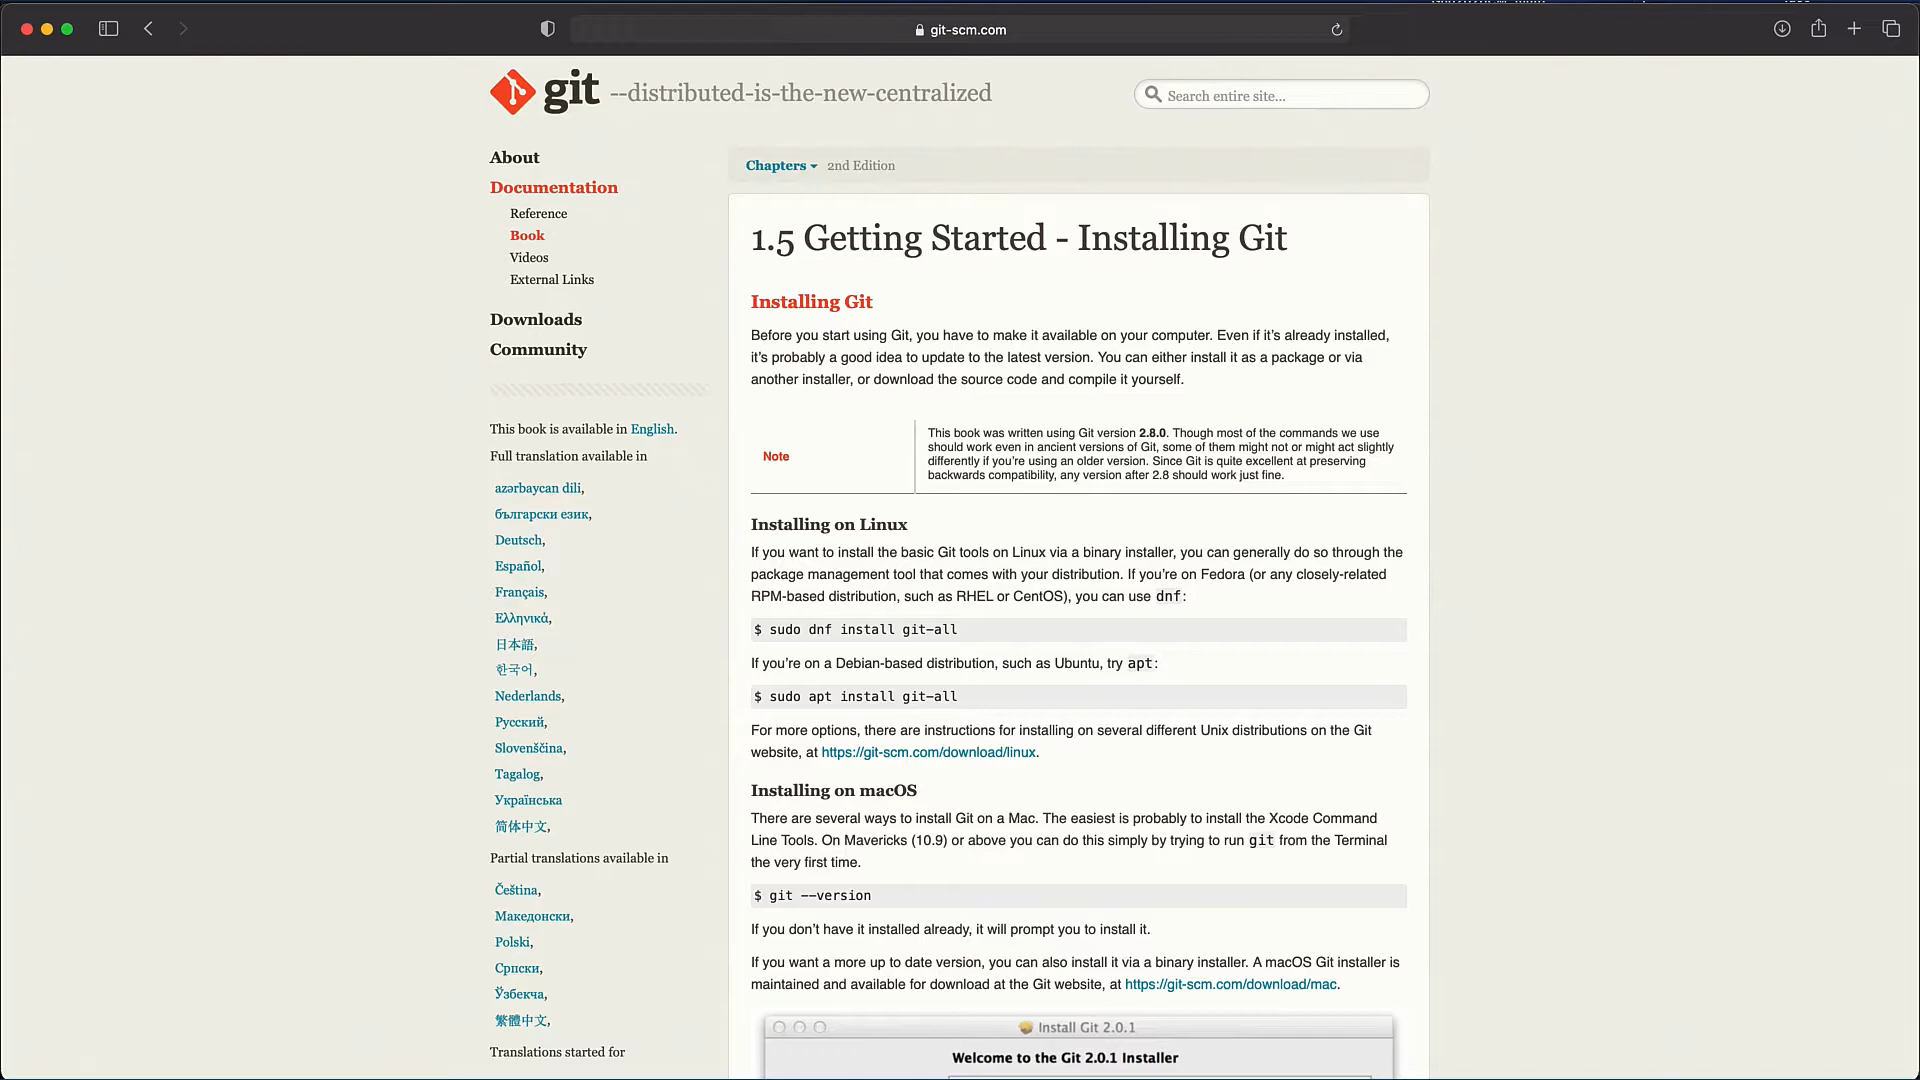 git-scm.com
git --distributed-is-the-new-centralized
Search entire site...
About
Documentation
Reference
Book
Videos
External Links
Downloads
Community
This book is available in English.
Full translation available in
azərbaycan dili,
български език,
Deutsch,
Español,
Français,
Ελληνικά,
日本語,
한국어,
Nederlands,
Русский,
Slovenščina,
Tagalog,
Українська
简体中文,
Partial translations available in
Čeština,
Македонски,
Polski,
Српски,
Ўзбекча,
繁體中文,
Translations started for
Chapters 2nd Edition
1.5 Getting Started - Installing Git
Installing Git
Before you start using Git, you have to make it available on your computer. Even if it’s already installed,
it’s probably a good idea to update to the latest version. You can either install it as a package or via
another installer, or download the source code and compile it yourself.
Note
This book was written using Git version 2.8.0. Though most of the commands we use
should work even in ancient versions of Git, some of them might not or might act slightly
differently if you’re using an older version. Since Git is quite excellent at preserving
backwards compatibility, any version after 2.8 should work just fine.
Installing on Linux
If you want to install the basic Git tools on Linux via a binary installer, you can generally do so through the
package management tool that comes with your distribution. If you’re on Fedora (or any closely-related
RPM-based distribution, such as RHEL or CentOS), you can use dnf:
$ sudo dnf install git-all
If you’re on a Debian-based distribution, such as Ubuntu, try apt:
$ sudo apt install git-all
For more options, there are instructions for installing on several different Unix distributions on the Git
website, at https://git-scm.com/download/linux.
Installing on macOS
There are several ways to install Git on a Mac. The easiest is probably to install the Xcode Command
Line Tools. On Mavericks (10.9) or above you can do this simply by trying to run git from the Terminal
the very first time.
$ git --version
If you don’t have it installed already, it will prompt you to install it.
If you want a more up to date version, you can also install it via a binary installer. A macOS Git installer is
maintained and available for download at the Git website, at https://git-scm.com/download/mac.
Install Git 2.0.1
Welcome to the Git 2.0.1 Installer